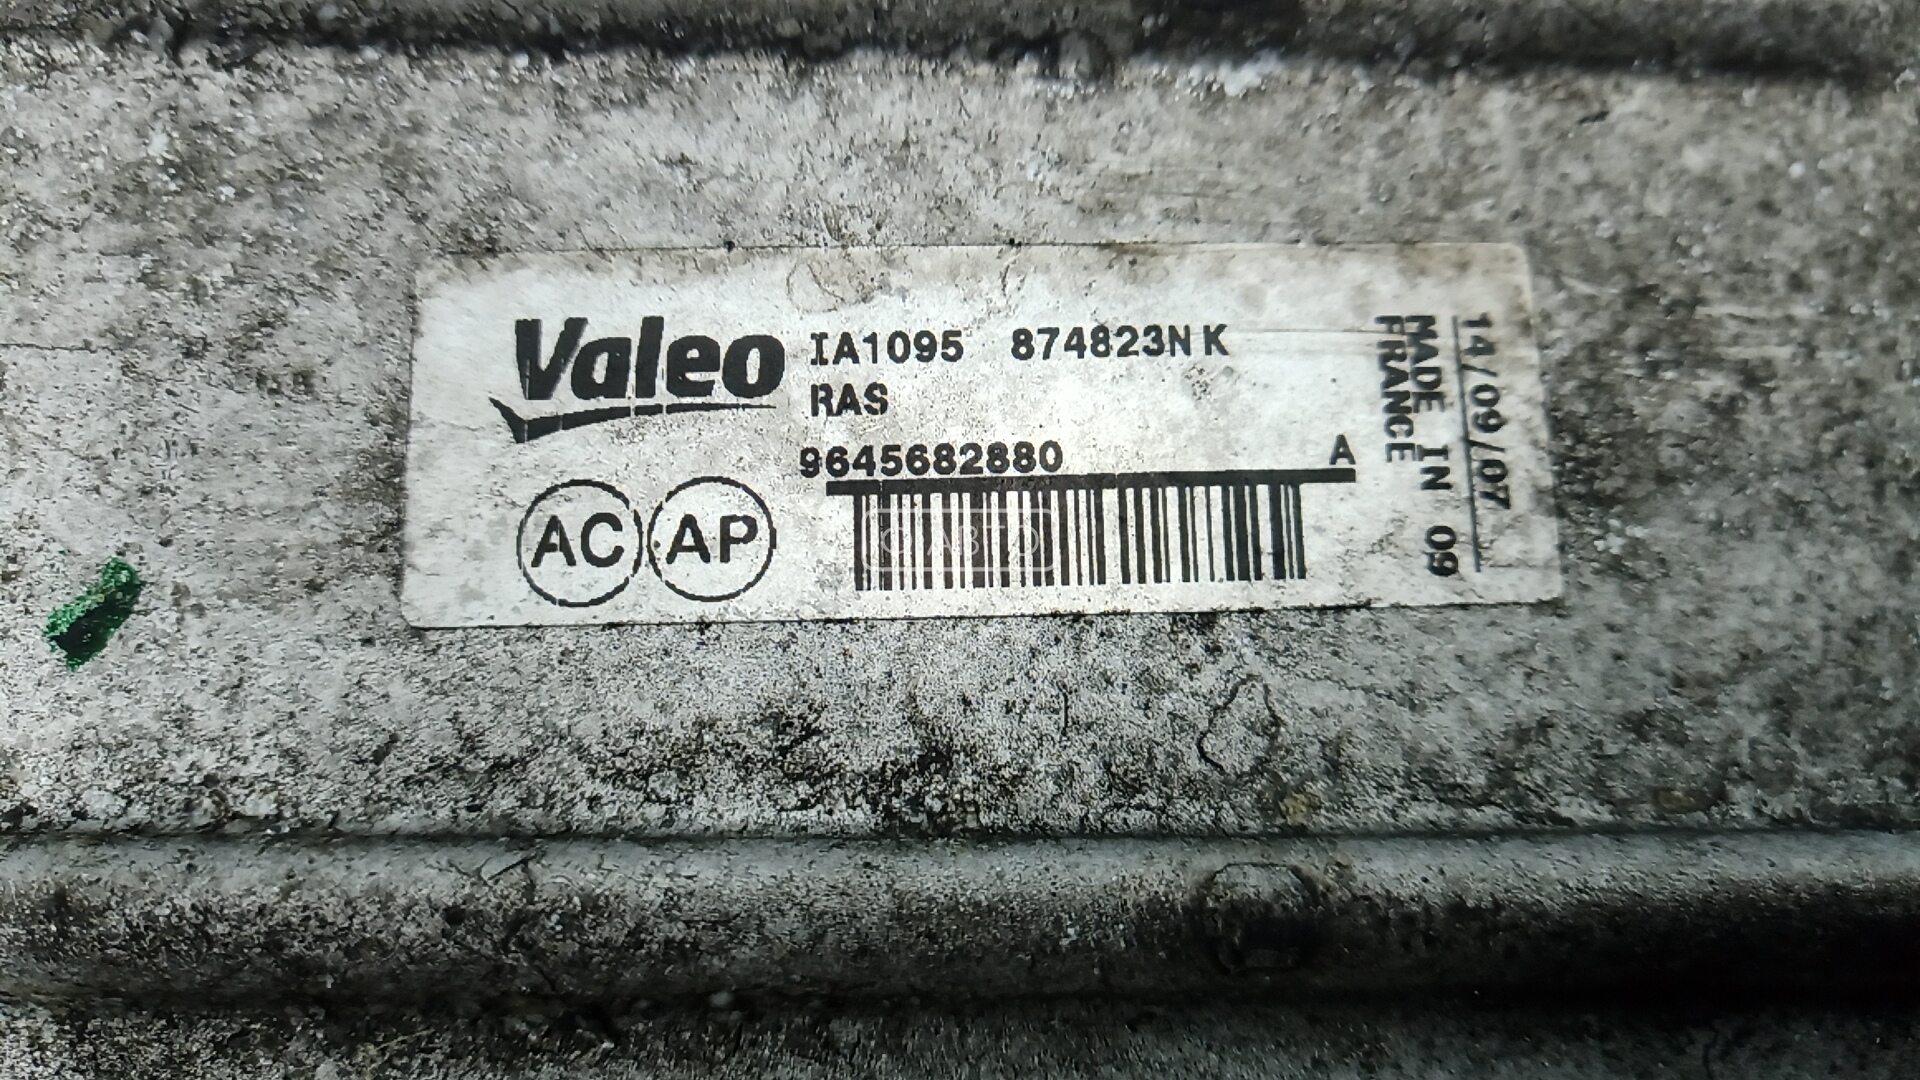 Valeo
IA1095 874823N K
RAS
9645682880 A
AC AP
14/09/07
MADE IN 09
FRANCE